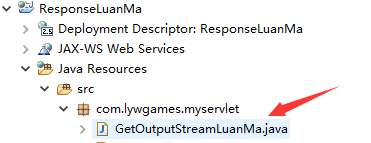 ResponseLuanMa
Deployment Descriptor: ResponseLuanMa
JAX-WS Web Services
Java Resources
src
com.lywgames.myservlet
GetOutputStreamLuanMa.java